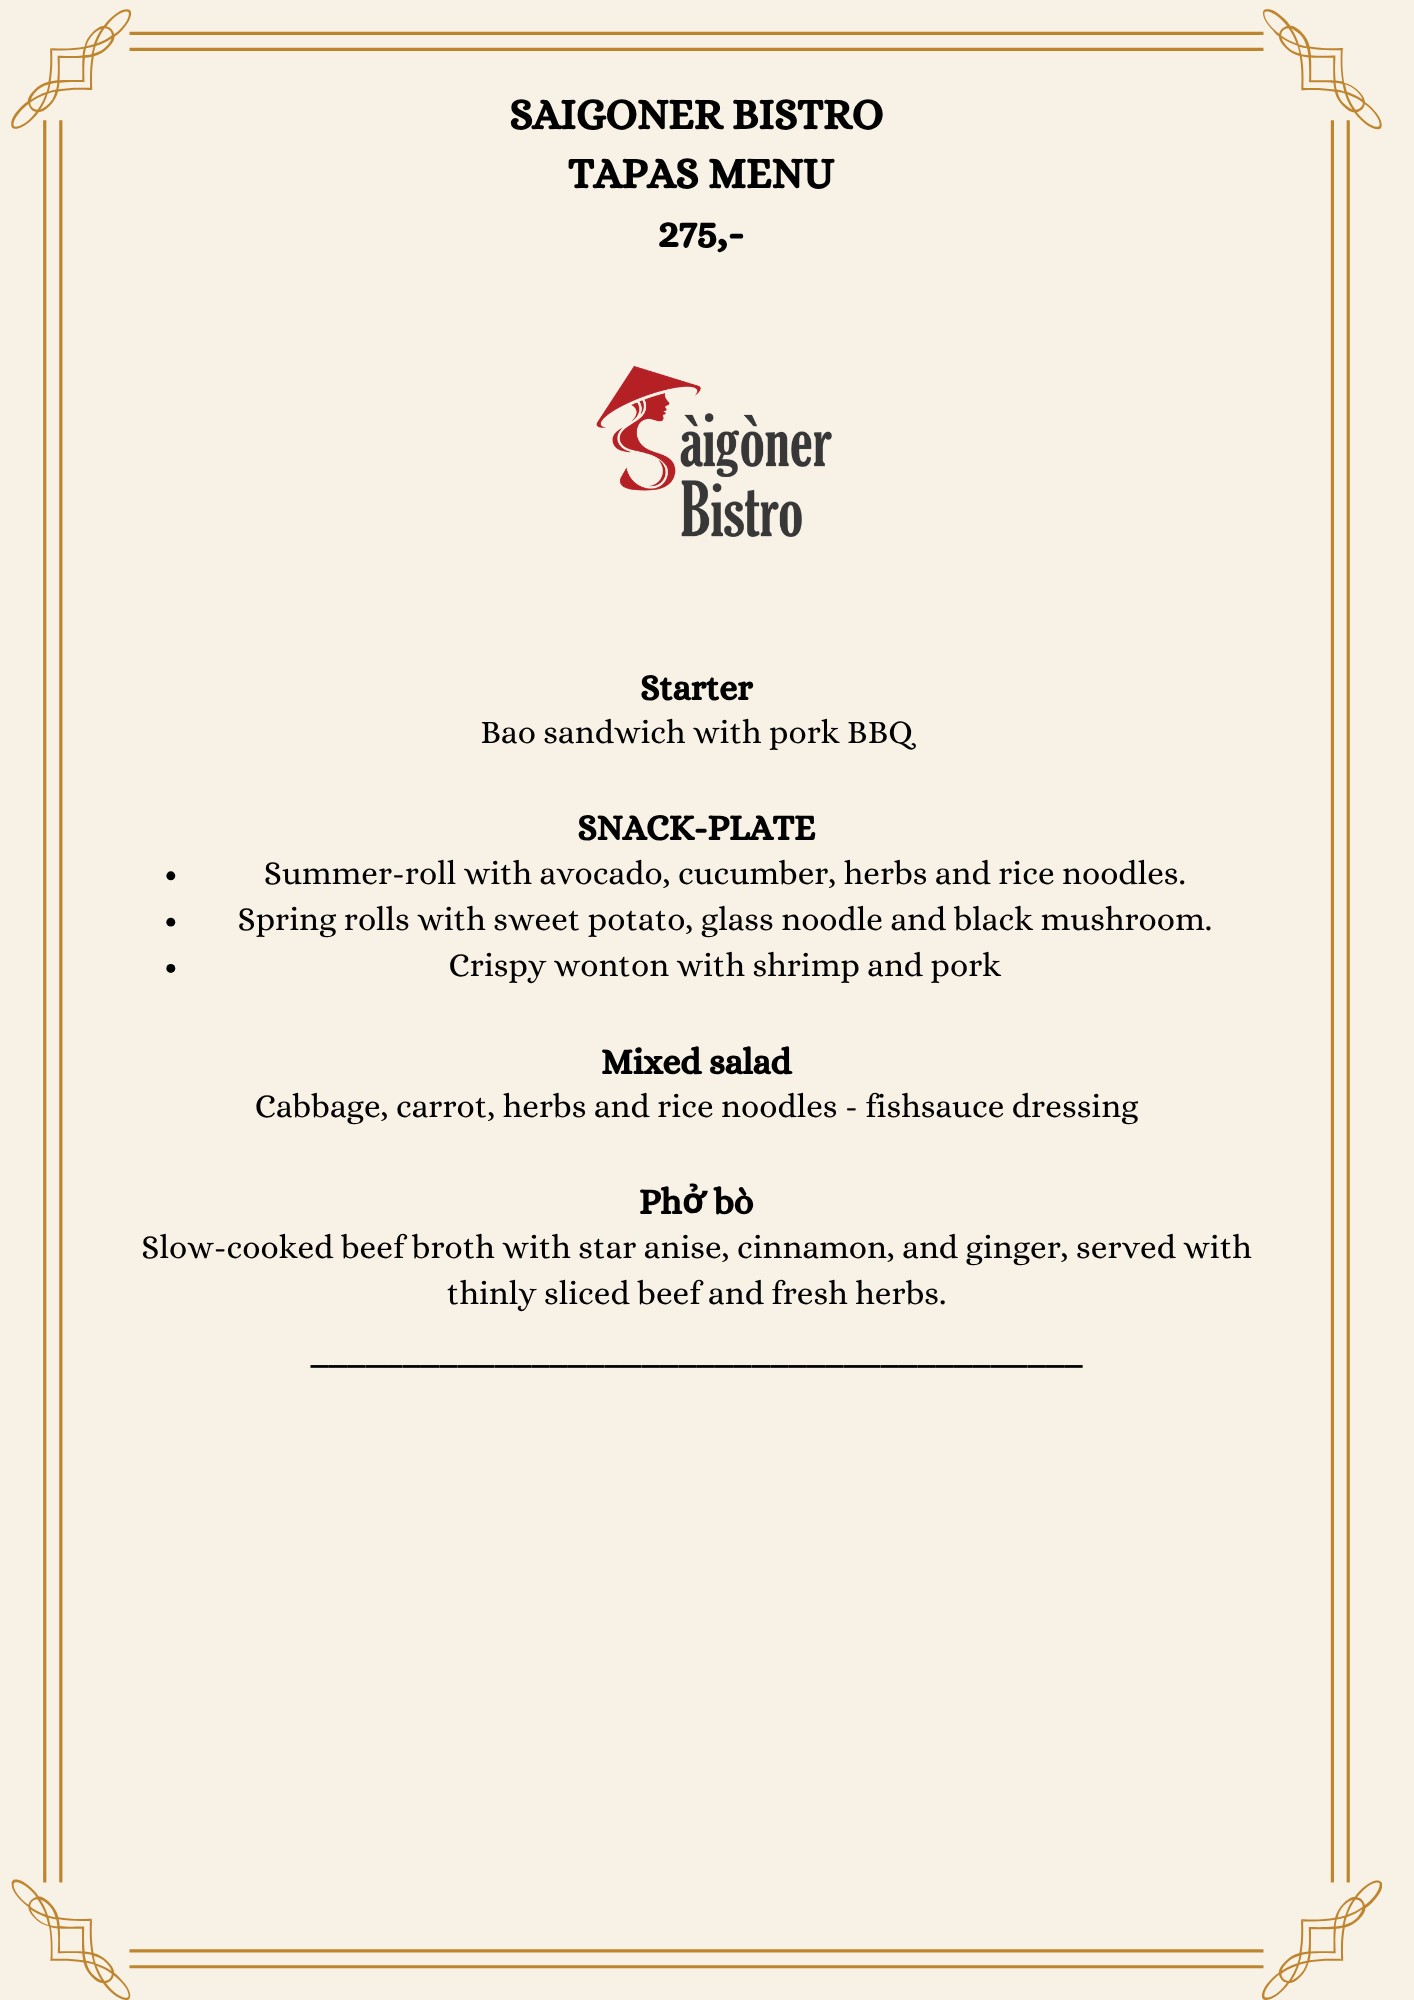 SAIGONER BISTRO
TAPAS MENU
275,-
Sàigòner
Bistro
Starter
Bao sandwich with pork BBQ
SNACK-PLATE
• Summer-roll with avocado, cucumber, herbs and rice noodles.
• Spring rolls with sweet potato, glass noodle and black mushroom.
• Crispy wonton with shrimp and pork
Mixed salad
Cabbage, carrot, herbs and rice noodles - fishsauce dressing
Phở bò
Slow-cooked beef broth with star anise, cinnamon, and ginger, served with
thinly sliced beef and fresh herbs.